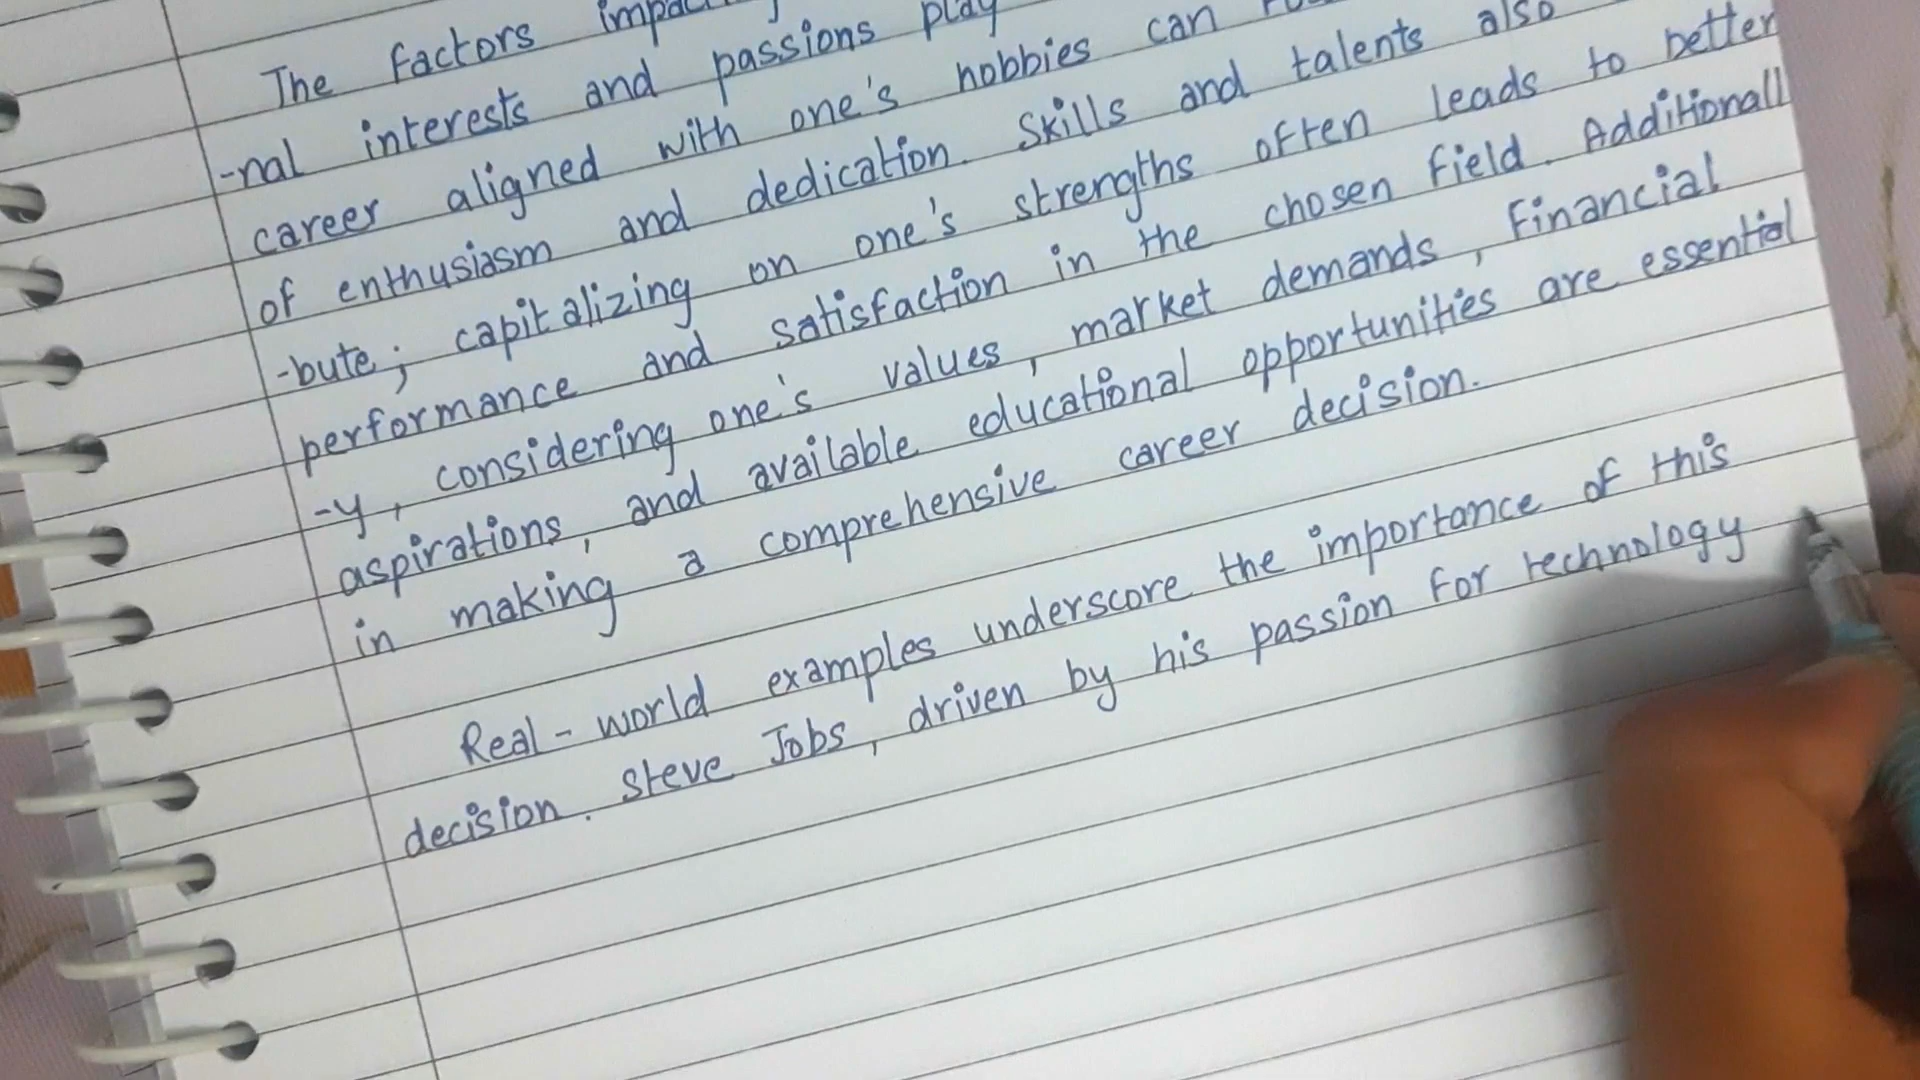 The factors
-nal interests and passions play
career aligned with one's hobbies can
of enthusiasm and dedication. Skills and talents also
-bute; capitalizing on one's strengths often leads to better
performance and satisfaction in the chosen field. Additionall
-y, considering one's values, market demands, financial
aspirations, and available educational opportunities are essential
in making a comprehensive career decision.
Real-world examples underscore the importance of this
decision. Steve Jobs, driven by his passion for technology